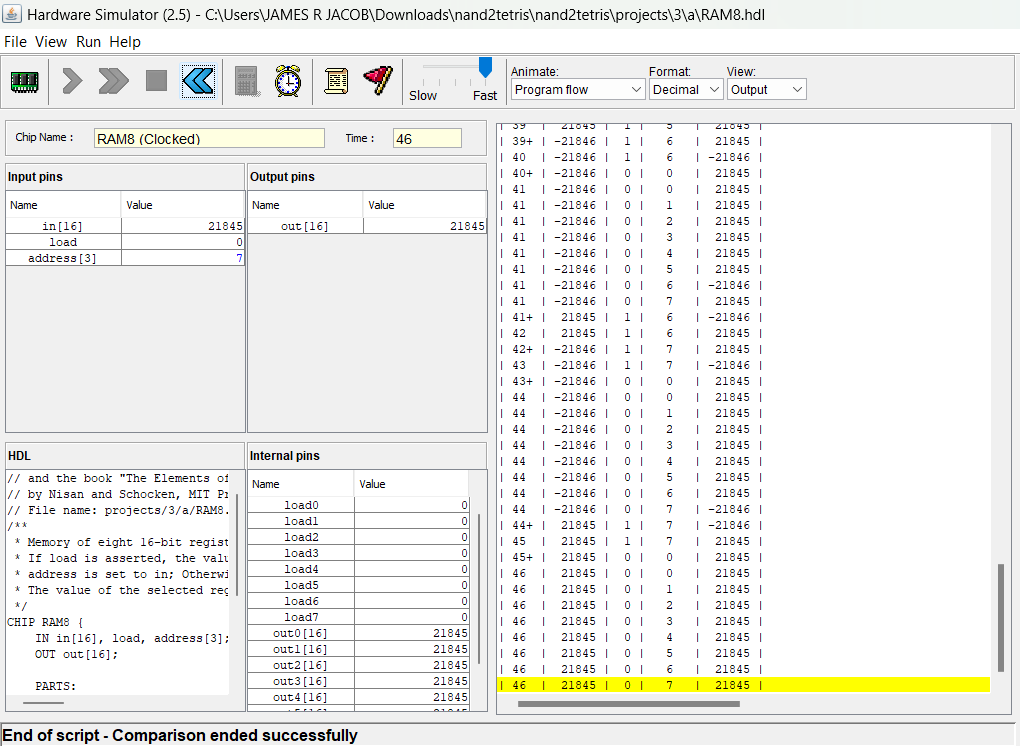 Hardware Simulator (2.5) - C:\Users\JAMES R JACOB\Downloads\nand2tetris\nand2tetris\projects\3\a\RAM8.hdl
File View Run Help
Slow Fast
Animate: Format: View:
Program flow Decimal Output
Chip Name : RAM8 (Clocked) Time : 46
Input pins
Name Value
in[16] 21845
load 0
address[3] 7
Output pins
Name Value
out[16] 21845
HDL
// and the book "The Elements of
// by Nisan and Schocken, MIT Pr
// File name: projects/3/a/RAM8.
/**
* Memory of eight 16-bit regist
* If load is asserted, the valu
* address is set to in; Otherwi
* The value of the selected reg
*/
CHIP RAM8 {
IN in[16], load, address[3];
OUT out[16];
PARTS:
Internal pins
Name Value
load0 0
load1 0
load2 0
load3 0
load4 0
load5 0
load6 0
load7 0
out0[16] 21845
out1[16] 21845
out2[16] 21845
out3[16] 21845
out4[16] 21845
| 39 | 21845 | 1 | 5 | 21845 |
| 39+ | -21846 | 1 | 6 | 21845 |
| 40 | -21846 | 1 | 6 | -21846 |
| 40+ | -21846 | 0 | 0 | 21845 |
| 41 | -21846 | 0 | 0 | 21845 |
| 41 | -21846 | 0 | 1 | 21845 |
| 41 | -21846 | 0 | 2 | 21845 |
| 41 | -21846 | 0 | 3 | 21845 |
| 41 | -21846 | 0 | 4 | 21845 |
| 41 | -21846 | 0 | 5 | 21845 |
| 41 | -21846 | 0 | 6 | -21846 |
| 41 | -21846 | 0 | 7 | 21845 |
| 41+ | 21845 | 1 | 6 | -21846 |
| 42 | 21845 | 1 | 6 | 21845 |
| 42+ | -21846 | 1 | 7 | 21845 |
| 43 | -21846 | 1 | 7 | -21846 |
| 43+ | -21846 | 0 | 0 | 21845 |
| 44 | -21846 | 0 | 0 | 21845 |
| 44 | -21846 | 0 | 1 | 21845 |
| 44 | -21846 | 0 | 2 | 21845 |
| 44 | -21846 | 0 | 3 | 21845 |
| 44 | -21846 | 0 | 4 | 21845 |
| 44 | -21846 | 0 | 5 | 21845 |
| 44 | -21846 | 0 | 6 | 21845 |
| 44 | -21846 | 0 | 7 | -21846 |
| 44+ | 21845 | 1 | 7 | -21846 |
| 45 | 21845 | 1 | 7 | 21845 |
| 45+ | 21845 | 0 | 0 | 21845 |
| 46 | 21845 | 0 | 0 | 21845 |
| 46 | 21845 | 0 | 1 | 21845 |
| 46 | 21845 | 0 | 2 | 21845 |
| 46 | 21845 | 0 | 3 | 21845 |
| 46 | 21845 | 0 | 4 | 21845 |
| 46 | 21845 | 0 | 5 | 21845 |
| 46 | 21845 | 0 | 6 | 21845 |
| 46 | 21845 | 0 | 7 | 21845 |
End of script - Comparison ended successfully